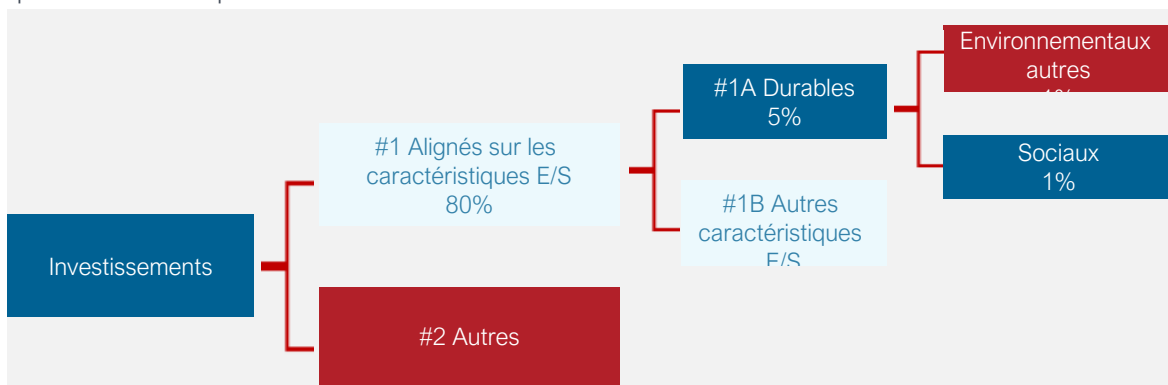 Environnementaux
autres
#1A Durables
5%
#1 Alignés sur les
caractéristiques E/S
80%
Sociaux
1%
#1B Autres
caractéristiques
E/S
Investissements
#2 Autres